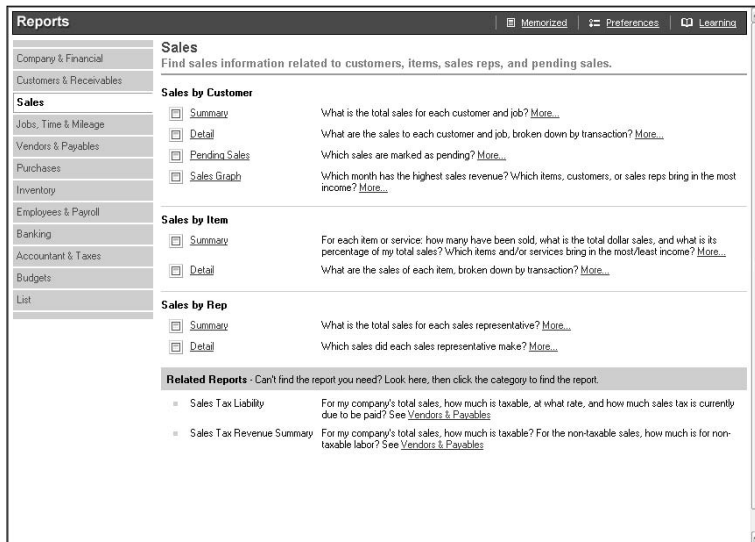 Reports
Memorized
Preferences
Learning
Company & Financial
Customers & Receivables
Sales
Jobs, Time & Mileage
Vendors & Payables
Purchases
Inventory
Employees & Payroll
Banking
Accountant & Taxes
Budgets
List
Sales
Find sales information related to customers, items, sales reps, and pending sales.
Sales by Customer
Summary What is the total sales for each customer and job? More...
Detail What are the sales to each customer and job, broken down by transaction? More...
Pending Sales Which sales are marked as pending? More...
Sales Graph Which month has the highest sales revenue? Which items, customers, or sales reps bring in the most
income? More...
Sales by Item
Summary For each item or service: how many have been sold, what is the total dollar sales, and what is its
percentage of my total sales? Which items and/or services bring in the most/least income? More...
Detail What are the sales of each item, broken down by transaction? More...
Sales by Rep
Summary What is the total sales for each sales representative? More...
Detail Which sales did each sales representative make? More...
Related Reports - Can't find the report you need? Look here, then click the category to find the report.
Sales Tax Liability For my company's total sales, how much is taxable, at what rate, and how much sales tax is currently
due to be paid? See Vendors & Payables
Sales Tax Revenue Summary For my company's total sales, how much is taxable? For the non-taxable sales, how much is for non-
taxable labor? See Vendors & Payables